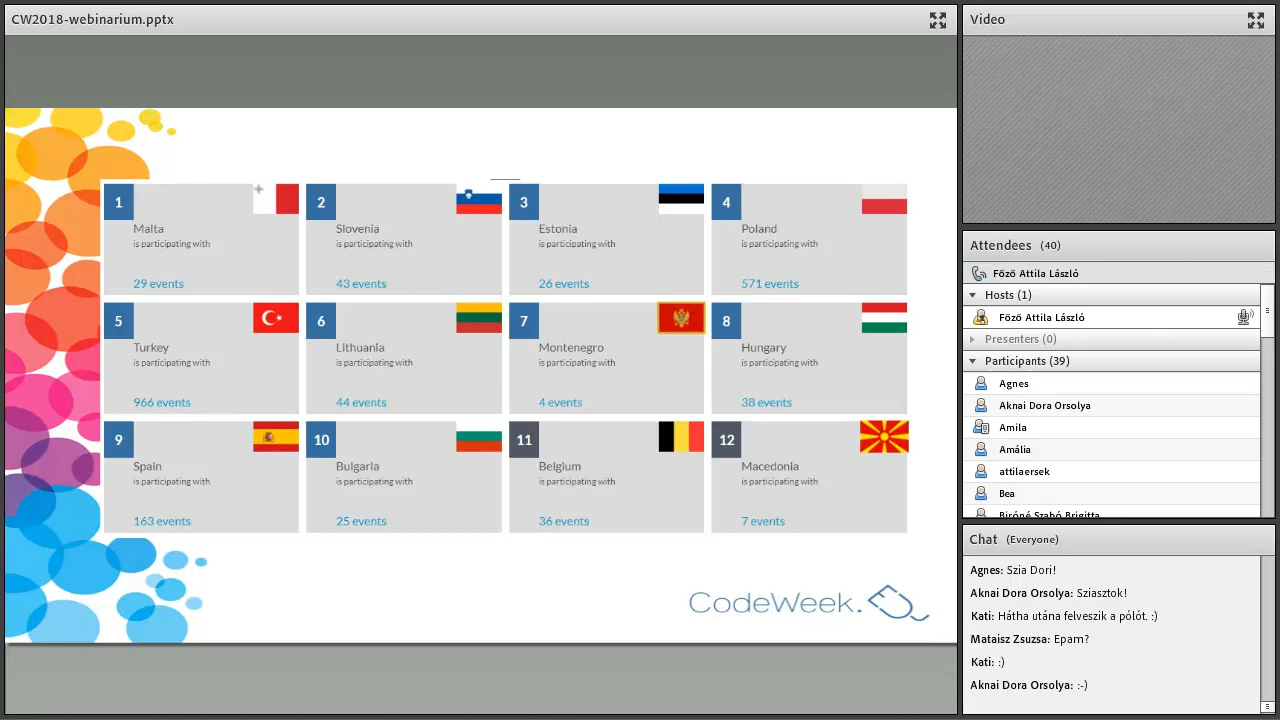 CW2018-webinarium.pptx
1
Malta
is participating with
29 events
2
Slovenia
is participating with
43 events
3
Estonia
is participating with
26 events
4
Poland
is participating with
571 events
5
Turkey
is participating with
966 events
6
Lithuania
is participating with
44 events
7
Montenegro
is participating with
4 events
8
Hungary
is participating with
38 events
9
Spain
is participating with
163 events
10
Bulgaria
is participating with
25 events
11
Belgium
is participating with
36 events
12
Macedonia
is participating with
7 events
CodeWeek.
Video
Attendees (40)
Főző Attila László
Hosts (1)
Főző Attila László
Presenters (0)
Participants (39)
Agnes
Aknai Dora Orsolya
Amila
Amália
attilaersek
Bea
Bíróné Szabó Brigitta
Chat (Everyone)
Agnes: Szia Dori!
Aknai Dora Orsolya: Sziasztok!
Kati: Hátha utána felveszik a pólót. :)
Mataisz Zsuzsa: Epam?
Kati: :)
Aknai Dora Orsolya: :-)